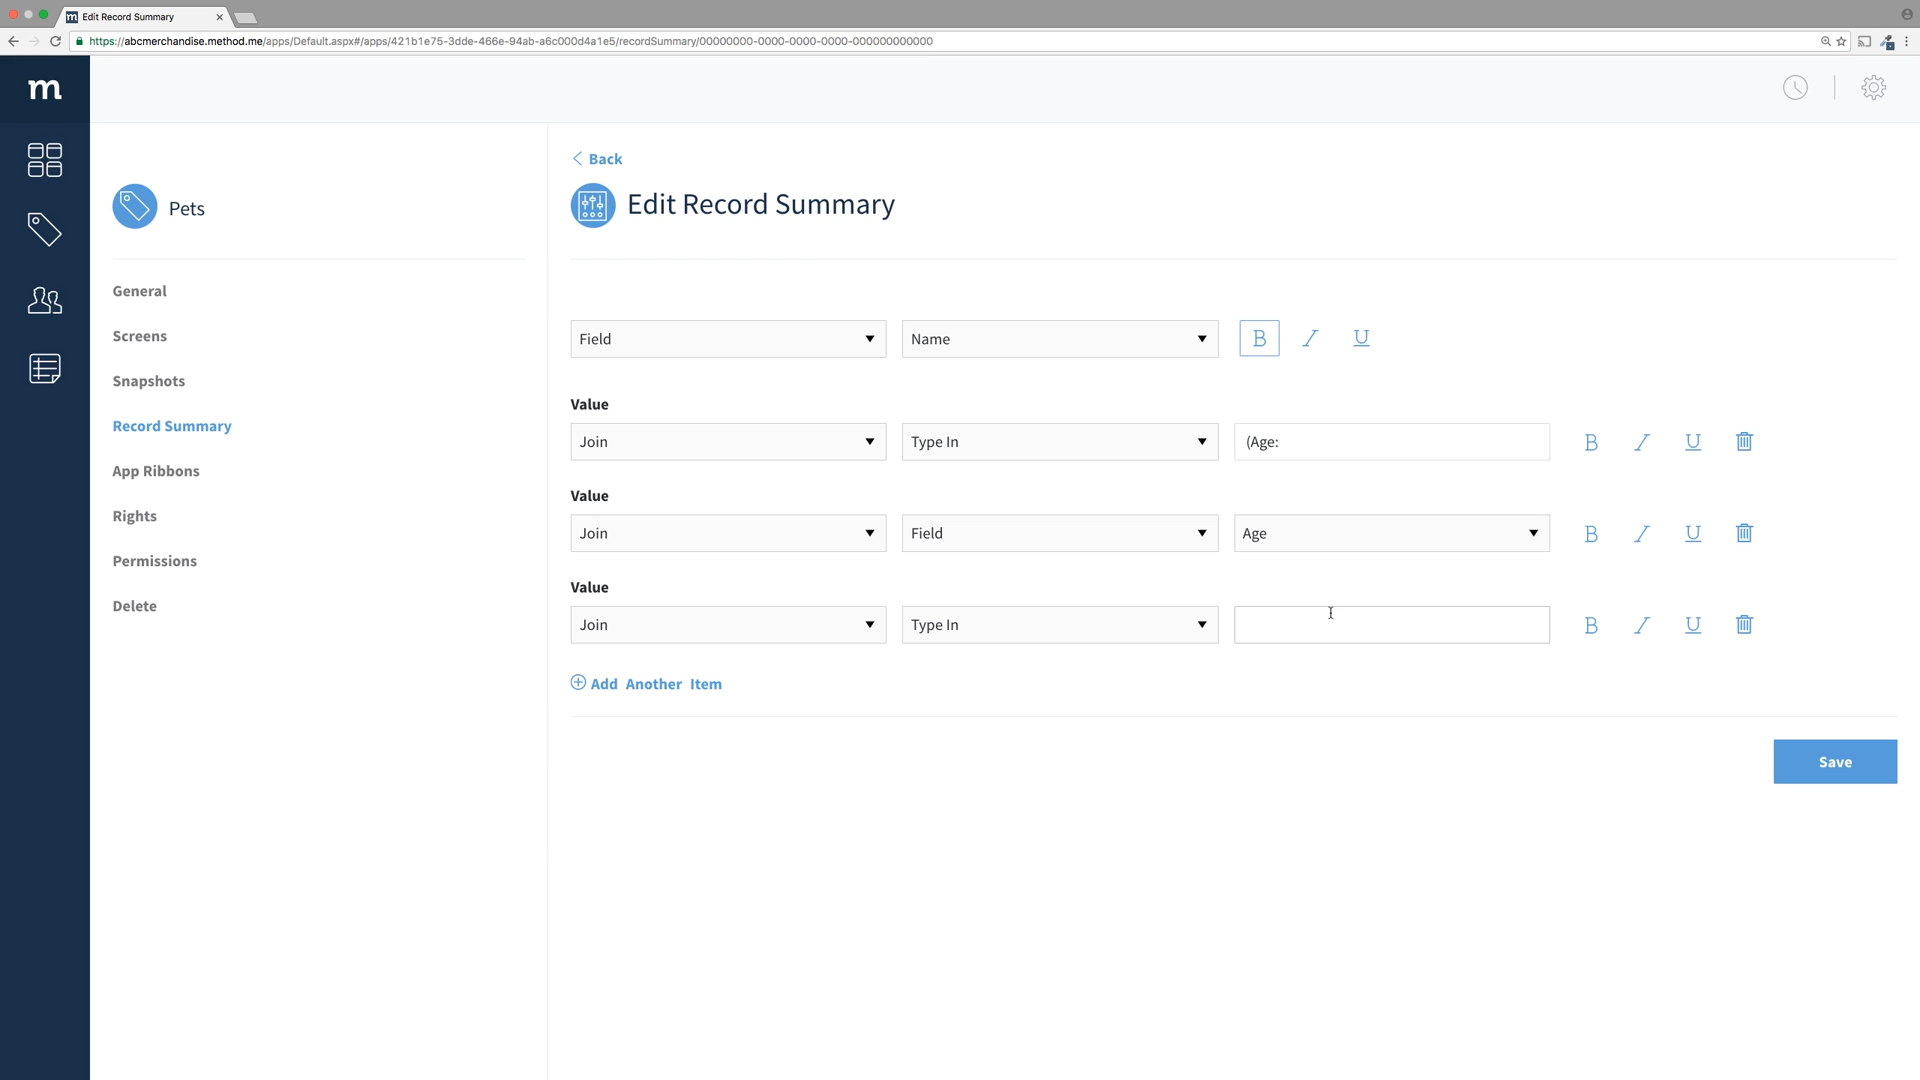 Edit Record Summary
https://abcmerchandise.method.me/apps/Default.aspx#/apps/421b1e75-3dde-466e-94ab-a6c000d4a1e5/recordSummary/00000000-0000-0000-0000-000000000000
m
Back
Pets
Edit Record Summary
General
Screens
Snapshots
Record Summary
App Ribbons
Rights
Permissions
Delete
Field Name B I U
Value
Join Type In (Age: B I U
Value
Join Field Age B I U
Value
Join Type In B I U
Add Another Item
Save